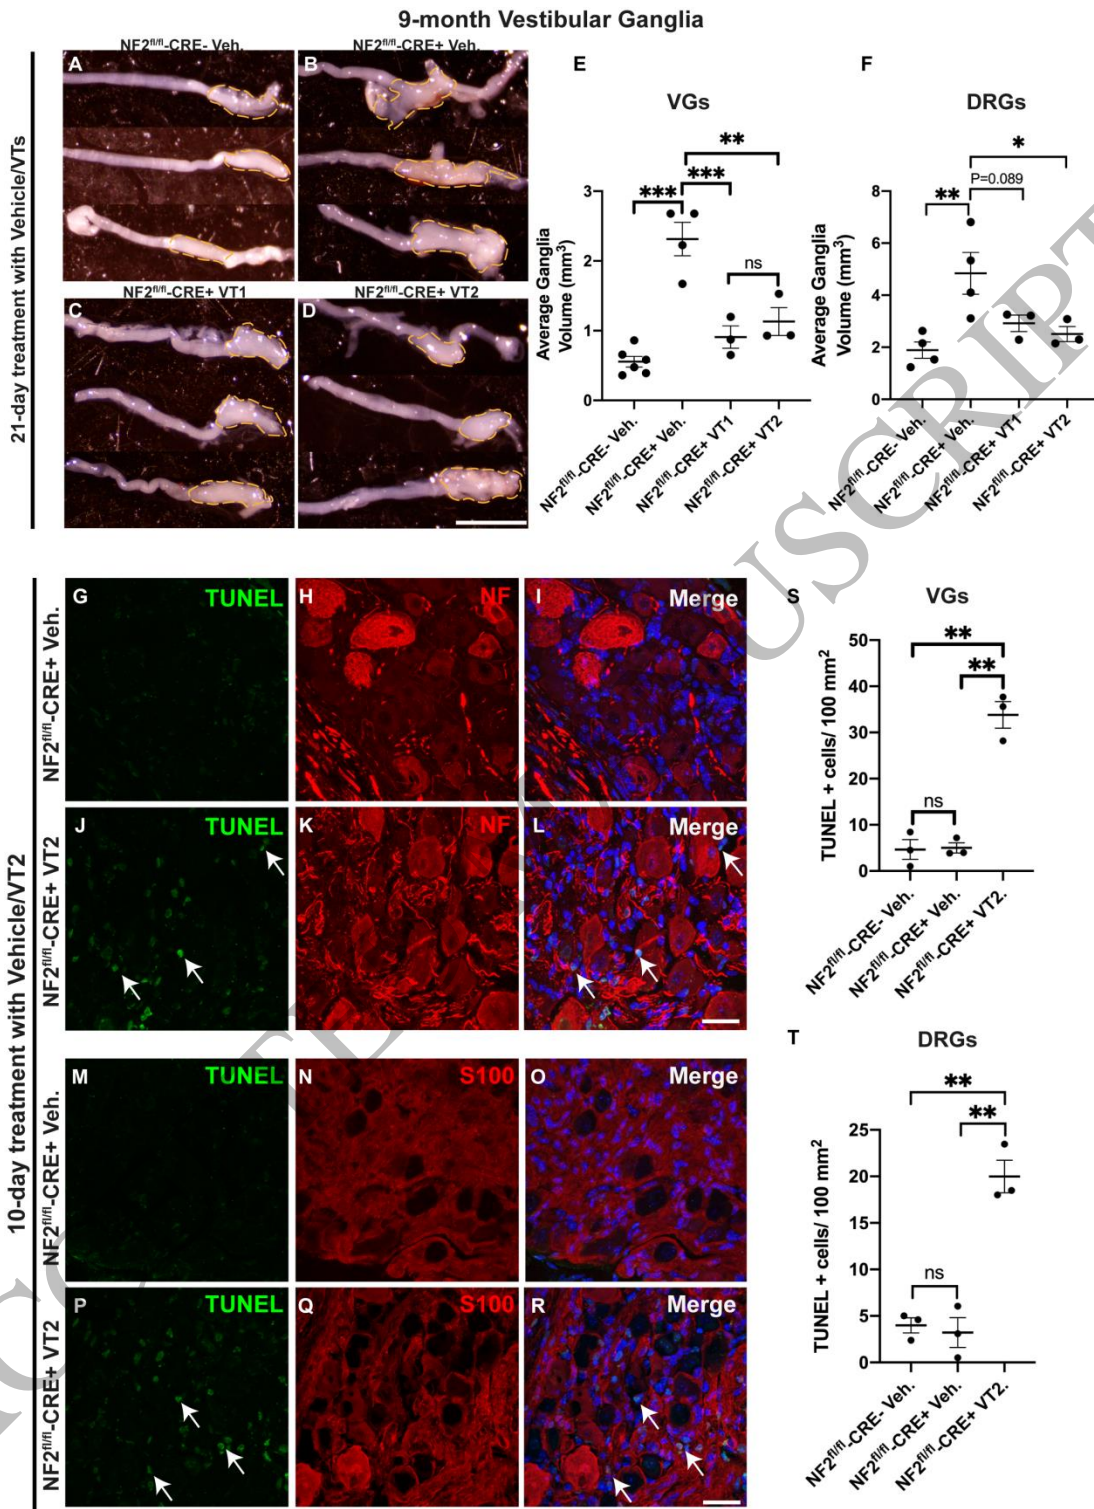 9-month Vestibular Ganglia
21-day treatment with Vehicle/VTs
NF2fl/fl-CRE- Veh.
NF2fl/fl-CRE+ Veh.
A
B
NF2fl/fl-CRE+ VT1
NF2fl/fl-CRE+ VT2
C
D
E
VGs
Average Ganglia
Volume (mm3)
3
2
1
0
***
***
**
ns
NF2fl/fl-CRE- Veh.
NF2fl/fl-CRE+ Veh.
NF2fl/fl-CRE+ VT1
NF2fl/fl-CRE+ VT2
F
DRGs
Average Ganglia
Volume (mm3)
8
6
4
2
0
**
P=0.089
*
NF2fl/fl-CRE- Veh.
NF2fl/fl-CRE+ Veh.
NF2fl/fl-CRE+ VT1
NF2fl/fl-CRE+ VT2
10-day treatment with Vehicle/VT2
NF2fl/fl-CRE+ Veh.
G TUNEL
H NF
I Merge
NF2fl/fl-CRE+ VT2
J TUNEL
K NF
L Merge
NF2fl/fl-CRE+ Veh.
M TUNEL
N S100
O Merge
NF2fl/fl-CRE+ VT2
P TUNEL
Q S100
R Merge
S
VGs
TUNEL + cells/ 100 mm2
50
40
30
20
10
0
**
**
ns
NF2fl/fl-CRE- Veh.
NF2fl/fl-CRE+ Veh.
NF2fl/fl-CRE+ VT2.
T
DRGs
TUNEL + cells/ 100 mm2
25
20
15
10
5
0
**
**
ns
NF2fl/fl-CRE- Veh.
NF2fl/fl-CRE+ Veh.
NF2fl/fl-CRE+ VT2.